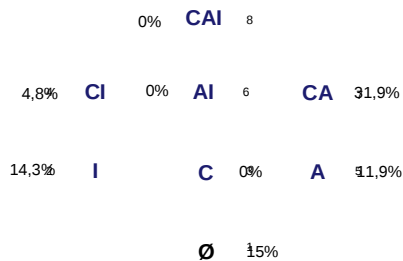 0% CAI 8
4,8% CI 0% AI 6 CA 31,9%
14,3% I C 0% A 11,9%
Ø 15%